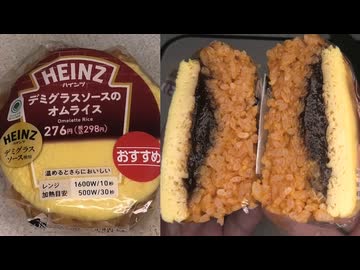 HEINZ
ハインツ
デミグラスソースの
オムライス
Omelette Rice
276円(税込298円)
HEINZ
デミグラス
ソース使用
おすすめ
温めるとさらにおいしい
レンジ 1600W/10秒
加熱目安 500W/30秒